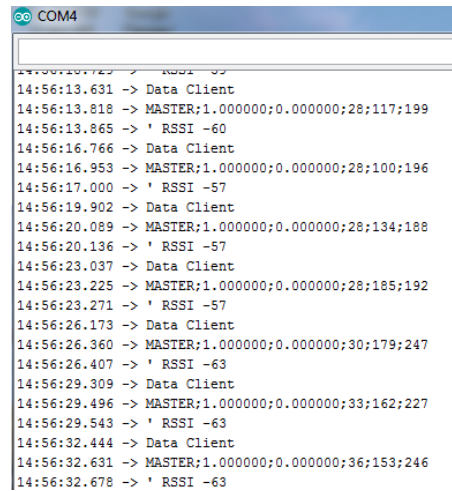 COM4
14:56:13.631 -> Data Client
14:56:13.818 -> MASTER;1.000000;0.000000;28;117;199
14:56:13.865 -> ' RSSI -60
14:56:16.766 -> Data Client
14:56:16.953 -> MASTER;1.000000;0.000000;28;100;196
14:56:17.000 -> ' RSSI -57
14:56:19.902 -> Data Client
14:56:20.089 -> MASTER;1.000000;0.000000;28;134;188
14:56:20.136 -> ' RSSI -57
14:56:23.037 -> Data Client
14:56:23.225 -> MASTER;1.000000;0.000000;28;185;192
14:56:23.271 -> ' RSSI -57
14:56:26.173 -> Data Client
14:56:26.360 -> MASTER;1.000000;0.000000;30;179;247
14:56:26.407 -> ' RSSI -63
14:56:29.309 -> Data Client
14:56:29.496 -> MASTER;1.000000;0.000000;33;162;227
14:56:29.543 -> ' RSSI -63
14:56:32.444 -> Data Client
14:56:32.631 -> MASTER;1.000000;0.000000;36;153;246
14:56:32.678 -> ' RSSI -63